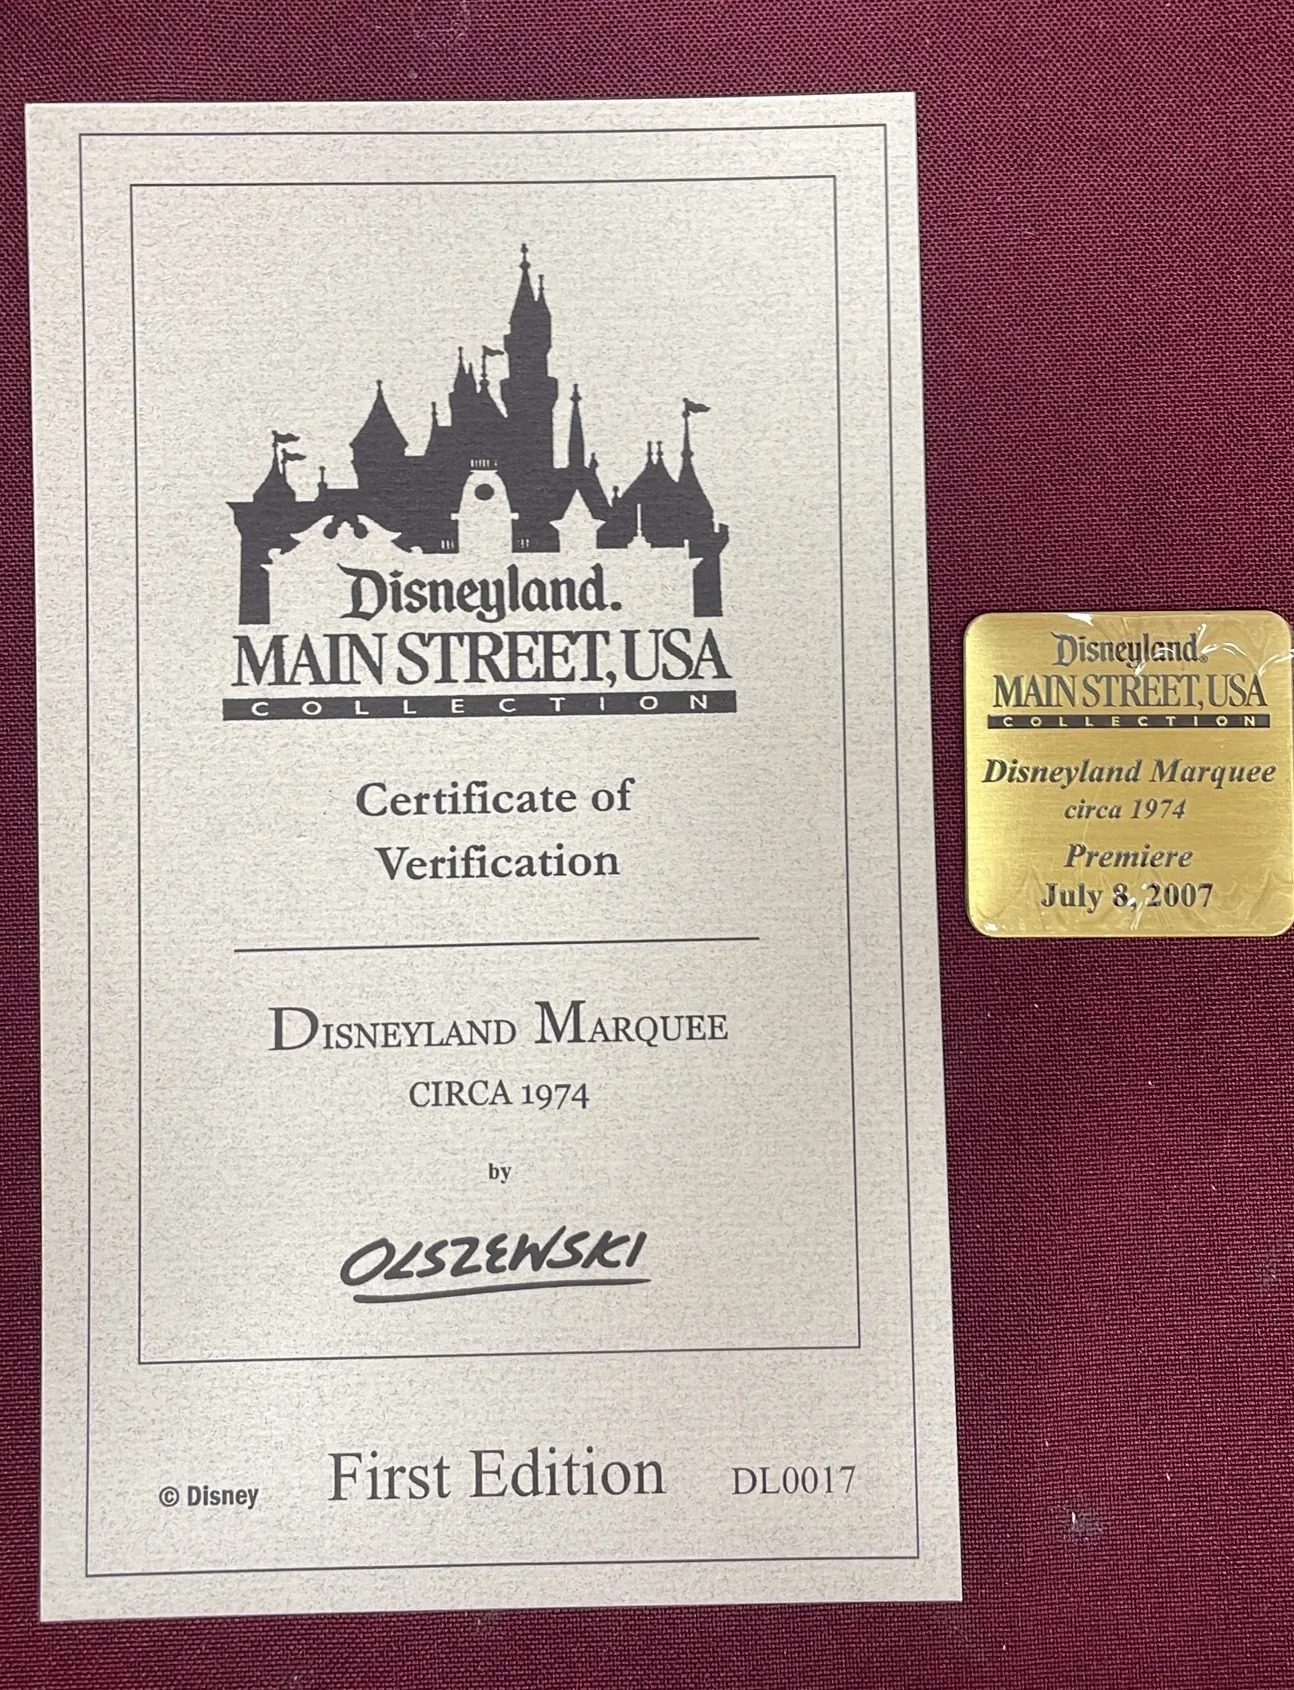 Disneyland.
MAIN STREET, USA
COLLECTION
Certificate of
Verification
DISNEYLAND MARQUEE
CIRCA 1974
by
OLSZEWSKI
© Disney First Edition DL0017
Disneyland®
MAIN STREET, USA
COLLECTION
Disneyland Marquee
circa 1974
Premiere
July 8, 2007